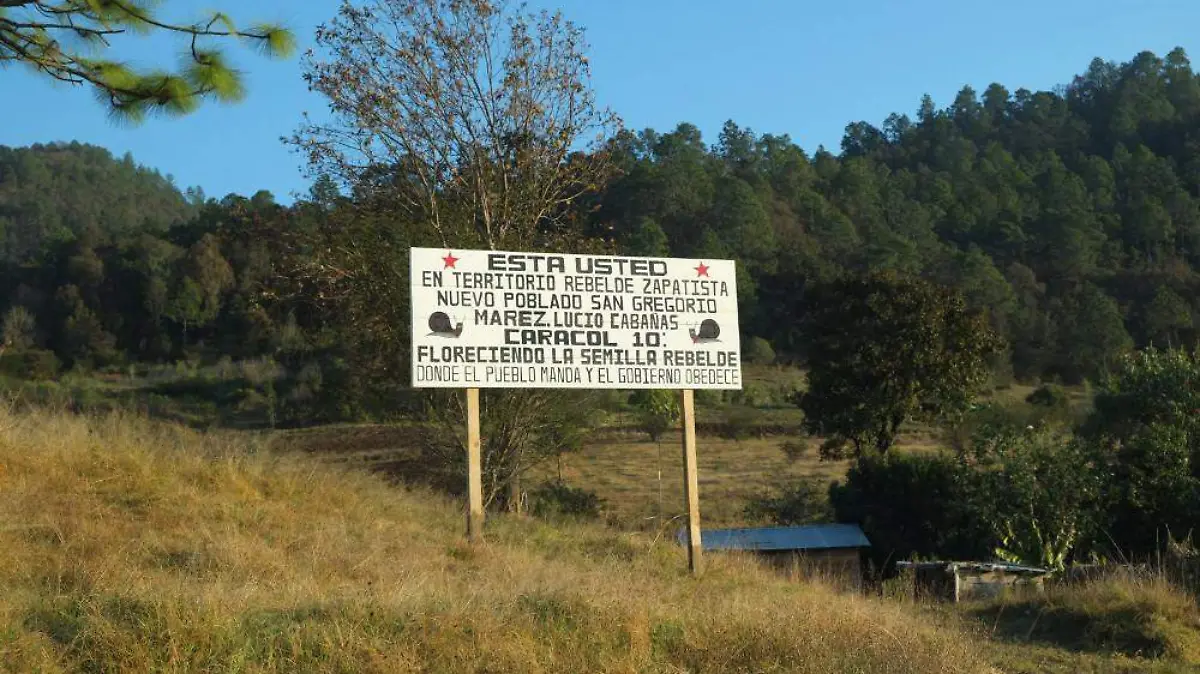 ESTA USTED
EN TERRITORIO REBELDE ZAPATISTA
NUEVO POBLADO SAN GREGORIO
MAREZ. LUCIO CABAÑAS
CARACOL 10:
FLORECIENDO LA SEMILLA REBELDE
DONDE EL PUEBLO MANDA Y EL GOBIERNO OBEDECE